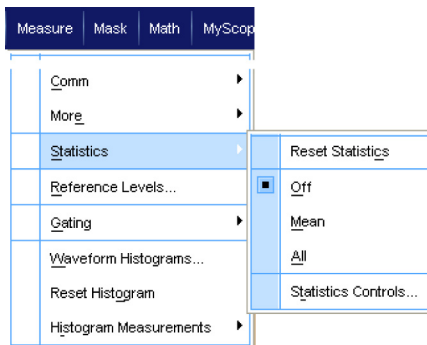 Measure Mask Math MyScop
Comm
More
Statistics
Reference Levels...
Gating
Waveform Histograms...
Reset Histogram
Histogram Measurements
Reset Statistics
Off
Mean
All
Statistics Controls...